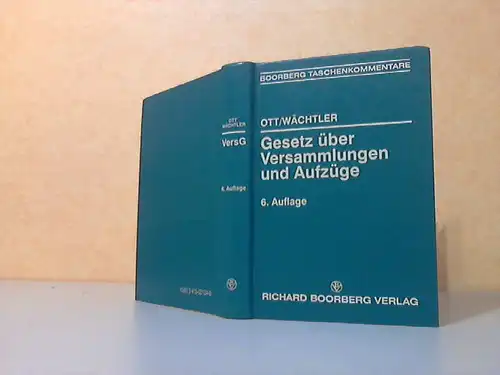 BOORBERG TASCHENKOMMENTARE
OTT/WÄCHTLER
Gesetz über
Versammlungen
und Aufzüge
6. Auflage
RICHARD BOORBERG VERLAG
OTT
WÄCHTLER
VersG
6. Auflage